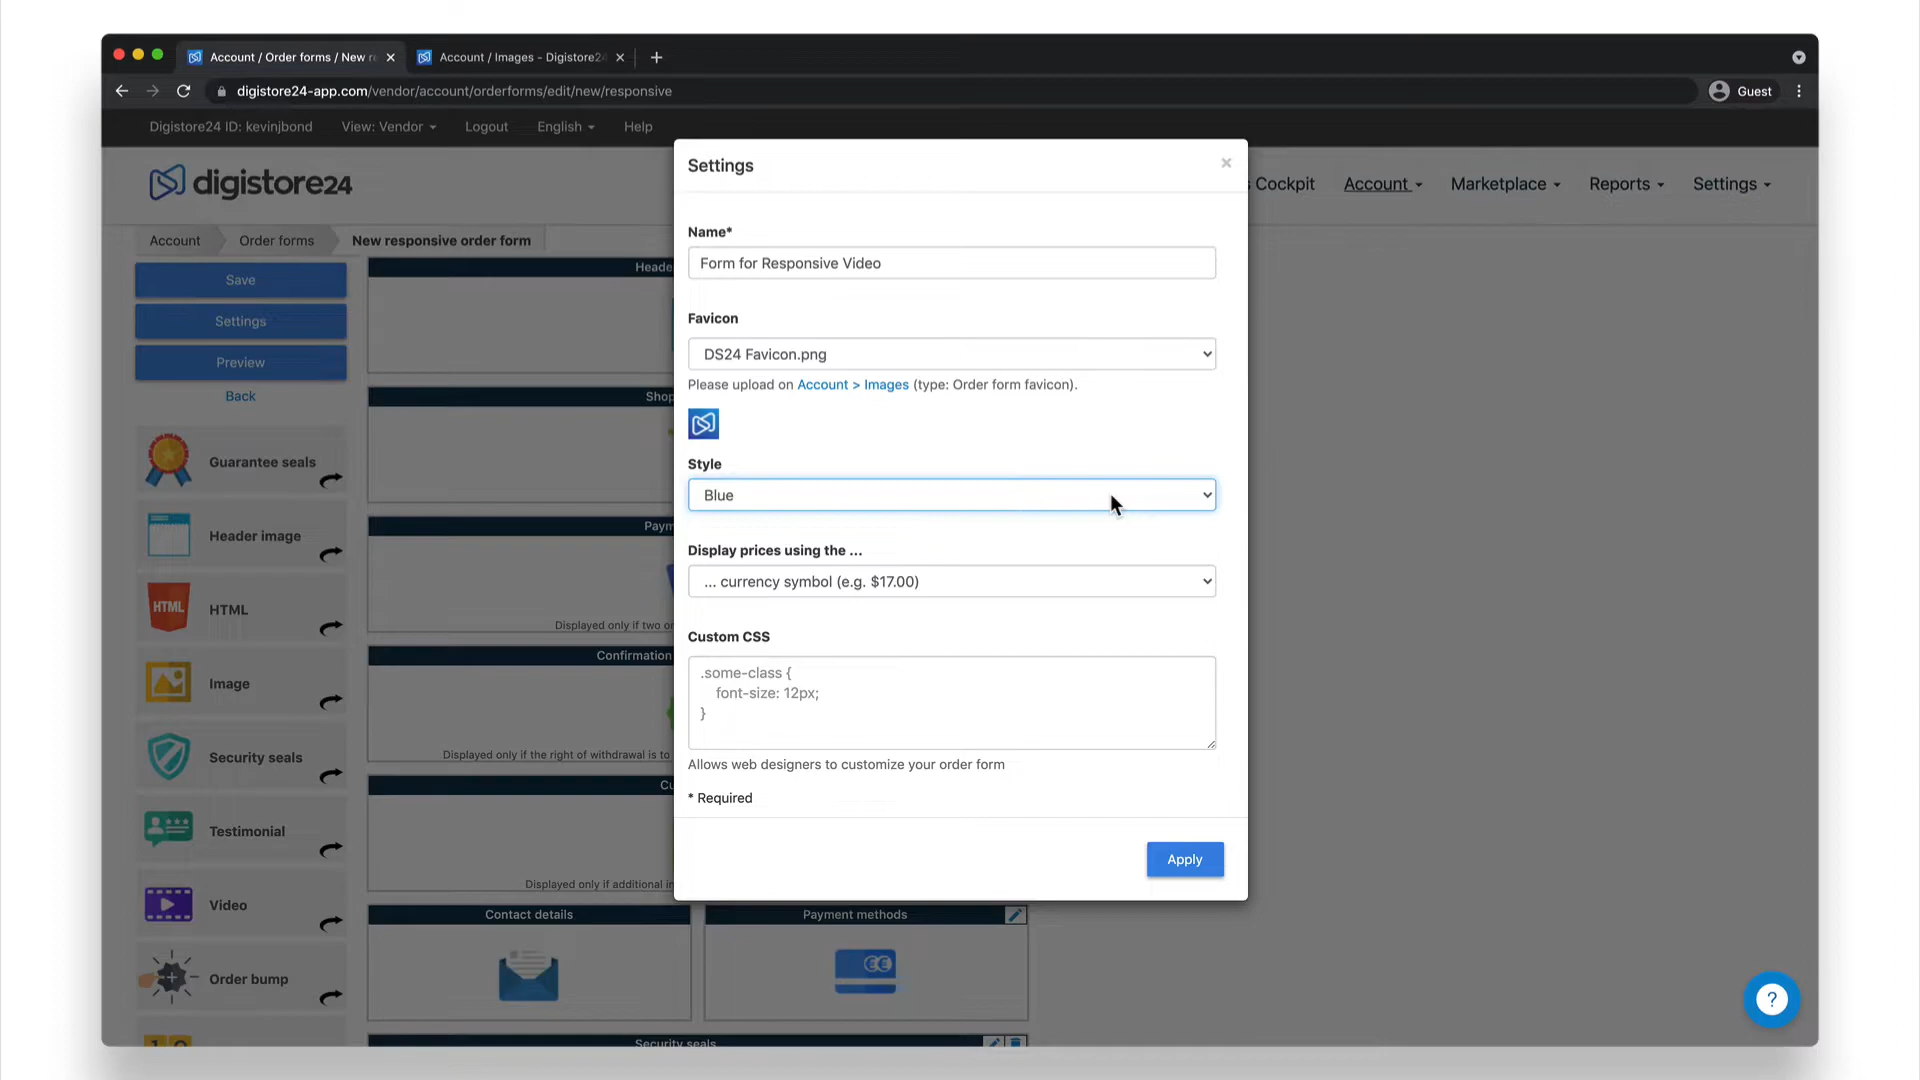 Account / Order forms / New r
Account / Images - Digistore24
digistore24-app.com/vendor/account/orderforms/edit/new/responsive
Guest
Digistore24 ID: kevinjbond
View: Vendor
Logout
English
Help
digistore24
Cockpit
Account
Marketplace
Reports
Settings
Account
Order forms
New responsive order form
Save
Settings
Preview
Back
Guarantee seals
Header image
HTML
HTML
Image
Security seals
Testimonial
Video
Order bump
Heade
Shop
Paym
Displayed only if two or
Confirmation
Displayed only if the right of withdrawal is to
Cu
Displayed only if additional in
Contact details
Payment methods
Security seals
Settings
×
Name*
Form for Responsive Video
Favicon
DS24 Favicon.png
Please upload on Account > Images (type: Order form favicon).
Style
Blue
Display prices using the ...
... currency symbol (e.g. $17.00)
Custom CSS
.some-class {
font-size: 12px;
}
Allows web designers to customize your order form
* Required
Apply
?